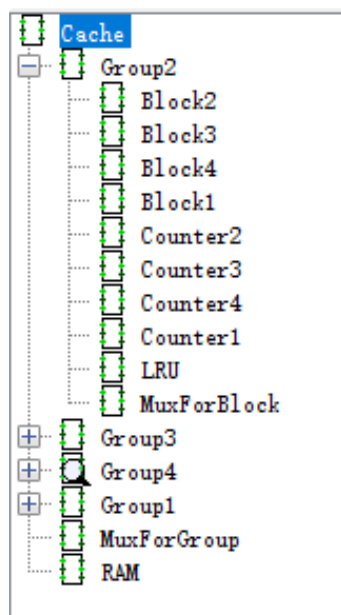 Cache
Group2
Block2
Block3
Block4
Block1
Counter2
Counter3
Counter4
Counter1
LRU
MuxForBlock
Group3
Group4
Group1
MuxForGroup
RAM